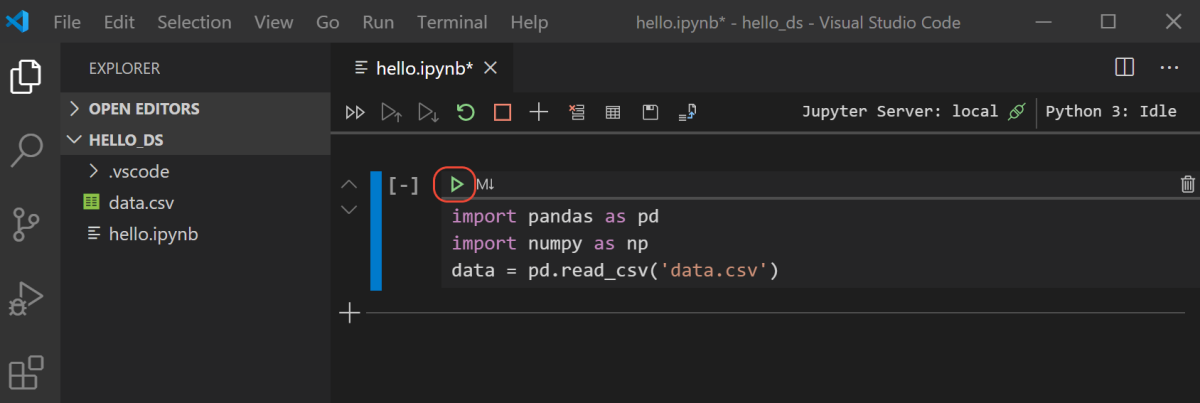 File Edit Selection View Go Run Terminal Help hello.ipynb* - hello_ds - Visual Studio Code
EXPLORER
hello.ipynb*
OPEN EDITORS
Jupyter Server: local
Python 3: Idle
HELLO_DS
.vscode
data.csv
hello.ipynb
[-]
M↓
import pandas as pd
import numpy as np
data = pd.read_csv('data.csv')